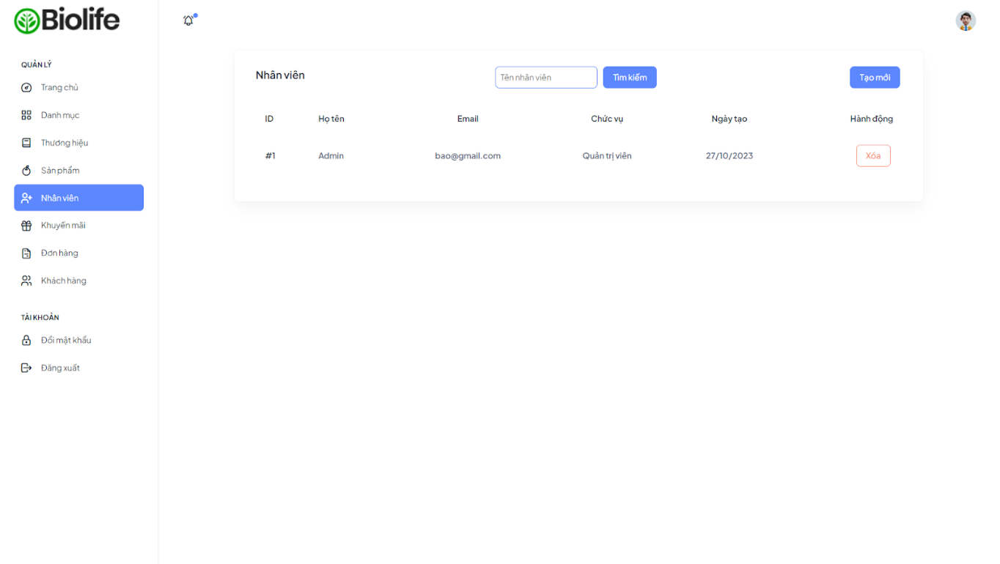 Biolife
QUẢN LÝ
Trang chủ
Danh mục
Thương hiệu
Sản phẩm
Nhân viên
Khuyến mãi
Đơn hàng
Khách hàng
TÀI KHOẢN
Đổi mật khẩu
Đăng xuất
Nhân viên
Tên nhân viên
Tìm kiếm
Tạo mới
ID Họ tên Email Chức vụ Ngày tạo Hành động
#1 Admin bao@gmail.com Quản trị viên 27/10/2023 Xóa